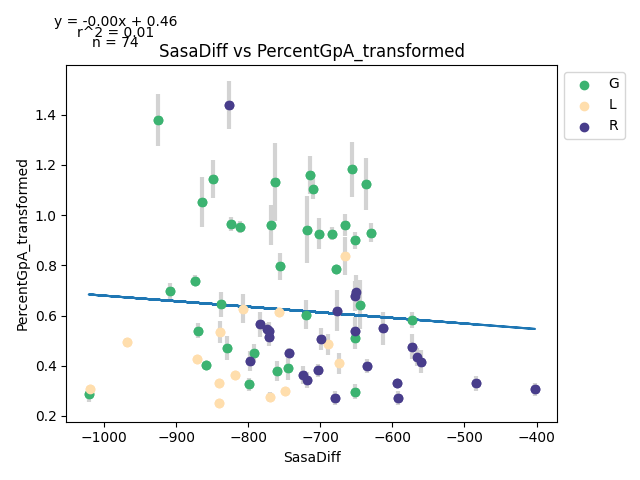 y = -0.00x + 0.46
r^2 = 0.01
n = 74
SasaDiff vs PercentGpA_transformed
G
L
R
PercentGpA_transformed
1.4
1.2
1.0
0.8
0.6
0.4
0.2
−1000 −900 −800 −700 −600 −500 −400
SasaDiff